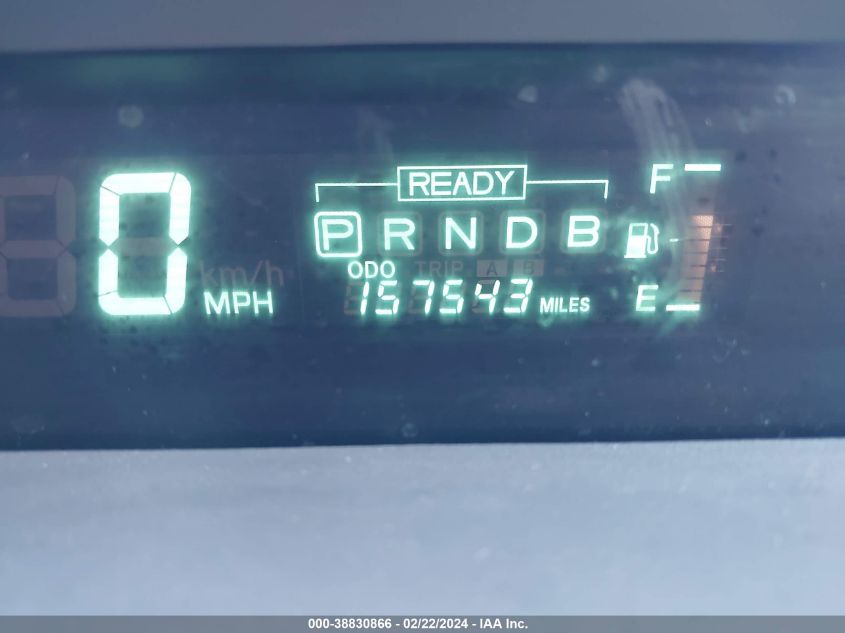 READY
F
P R N D B
0
ODO TRIP A B
km/h
MPH
157543 MILES
E
000-38830866 - 02/22/2024 - IAA Inc.